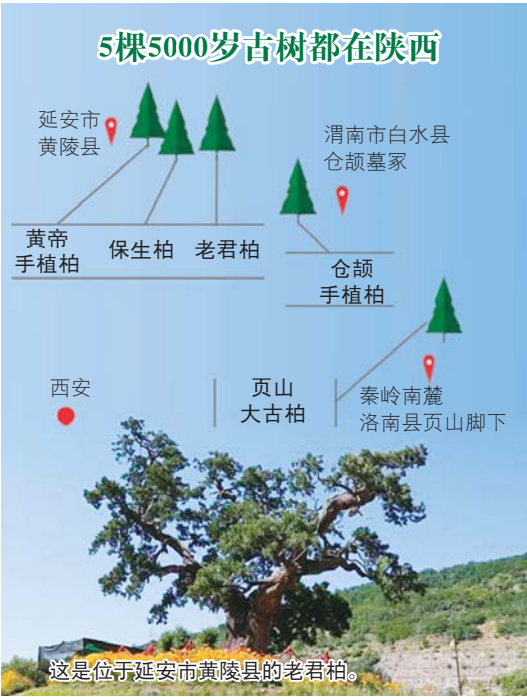 5棵5000岁古树都在陕西
延安市
黄陵县
渭南市白水县
仓颉墓冢
黄帝
手植柏
保生柏
老君柏
仓颉
手植柏
西安
页山
大古柏
秦岭南麓
洛南县页山脚下
这是位于延安市黄陵县的老君柏。